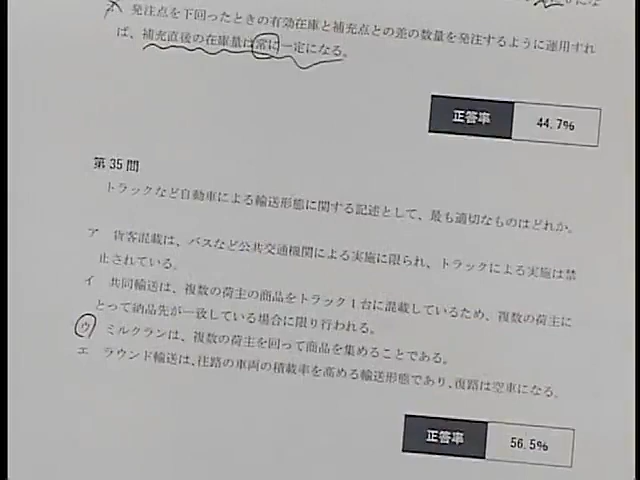 発注点を下回ったときの有効在庫と補充点との差の数量を発注するように運用すれ
ば、補充直後の在庫量は常に一定になる。
正答率 44.7%
第35問
トラックなど自動車による輸送形態に関する記述として、最も適切なものはどれか。
ア 貨客混載は、バスなど公共交通機関による実施に限られ、トラックによる実施は禁
止されている。
イ 共同輸送は、複数の荷主の商品をトラック1台に混載しているため、複数の荷主に
とって納品先が一致している場合に限り行われる。
ウ ミルクランは、複数の荷主を回って商品を集めることである。
エ ラウンド輸送は、往路の車両の積載率を高める輸送形態であり、復路は空車になる。
正答率 56.5%